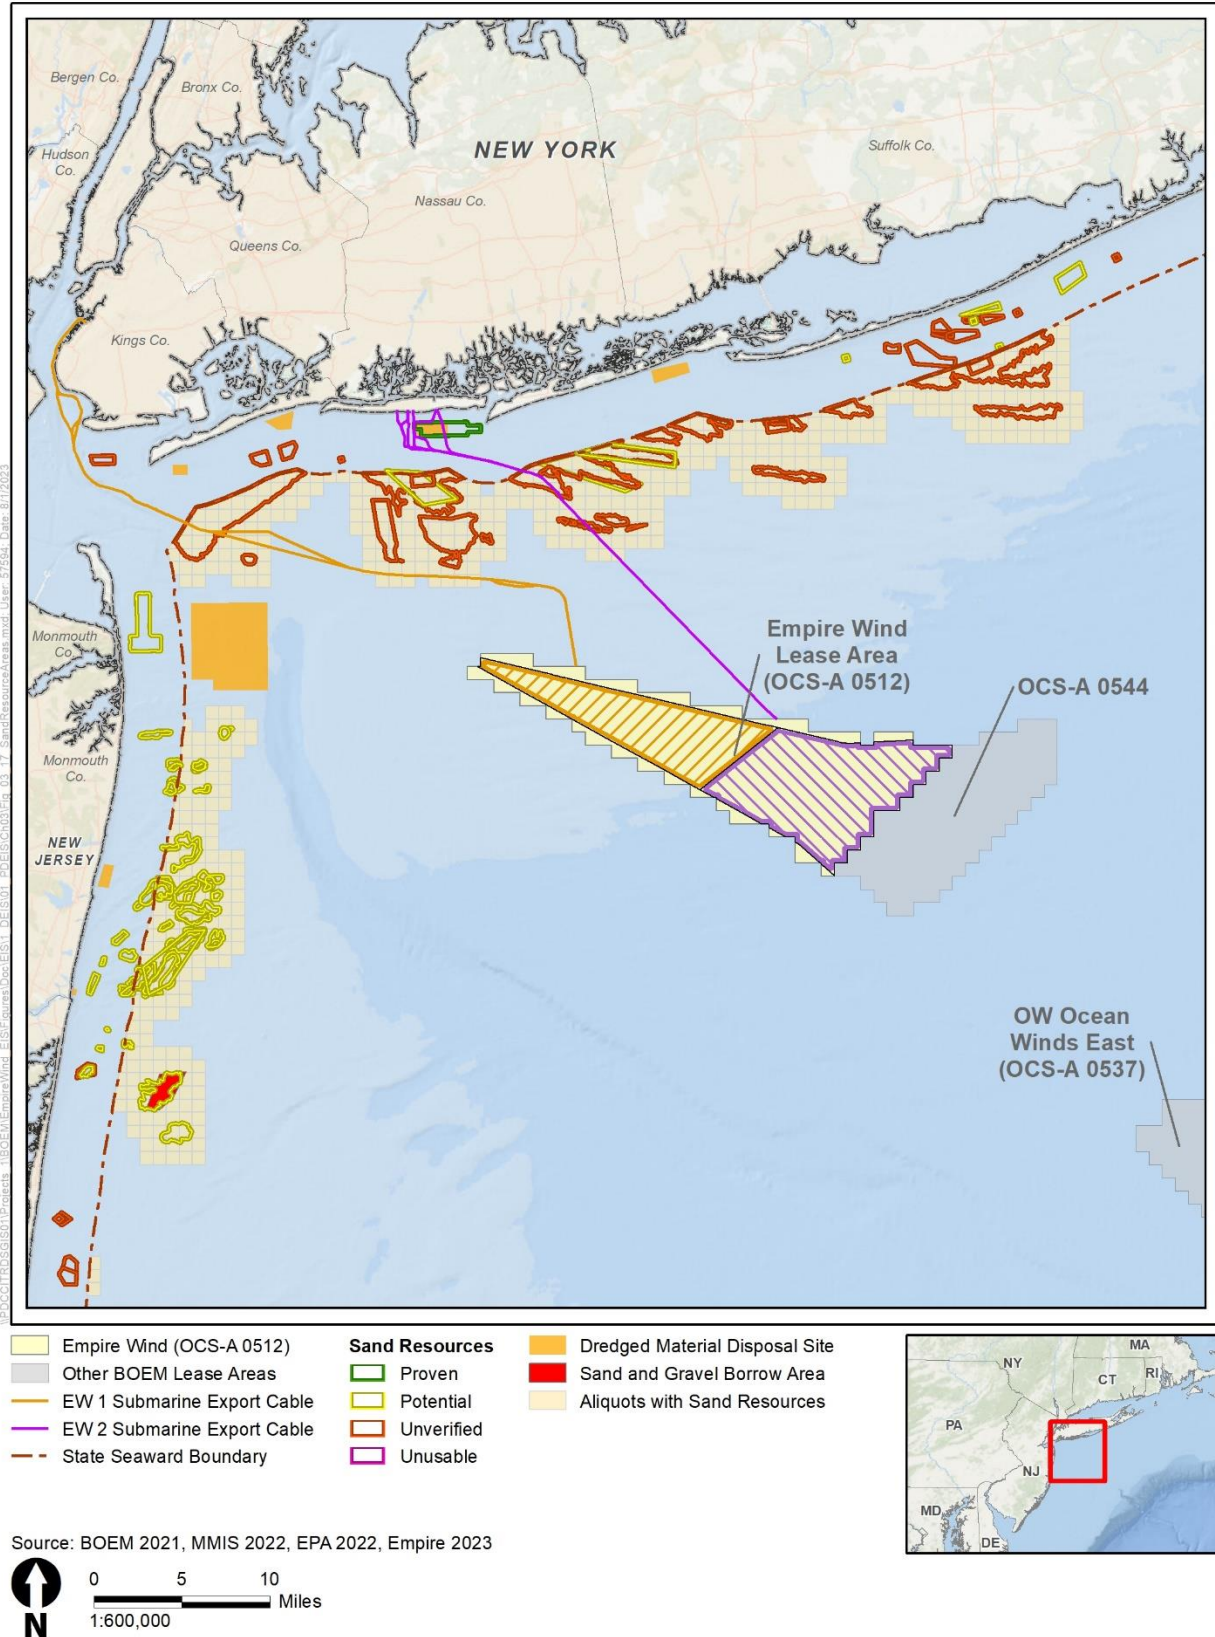 Bergen Co.
Bronx Co.
Hudson
Co.
NEW YORK
Suffolk Co.
Nassau Co.
Queens Co.
Kings Co.
Monmouth
Co.
Monmouth
Co.
NEW
JERSEY
Empire Wind
Lease Area
(OCS-A 0512)
OCS-A 0544
OW Ocean
Winds East
(OCS-A 0537)
Empire Wind (OCS-A 0512)
Other BOEM Lease Areas
EW 1 Submarine Export Cable
EW 2 Submarine Export Cable
State Seaward Boundary
Sand Resources
Proven
Potential
Unverified
Unusable
Dredged Material Disposal Site
Sand and Gravel Borrow Area
Aliquots with Sand Resources
NY
MA
CT
RI
PA
NJ
MD
DE
Source: BOEM 2021, MMIS 2022, EPA 2022, Empire 2023
N
0 5 10
Miles
1:600,000